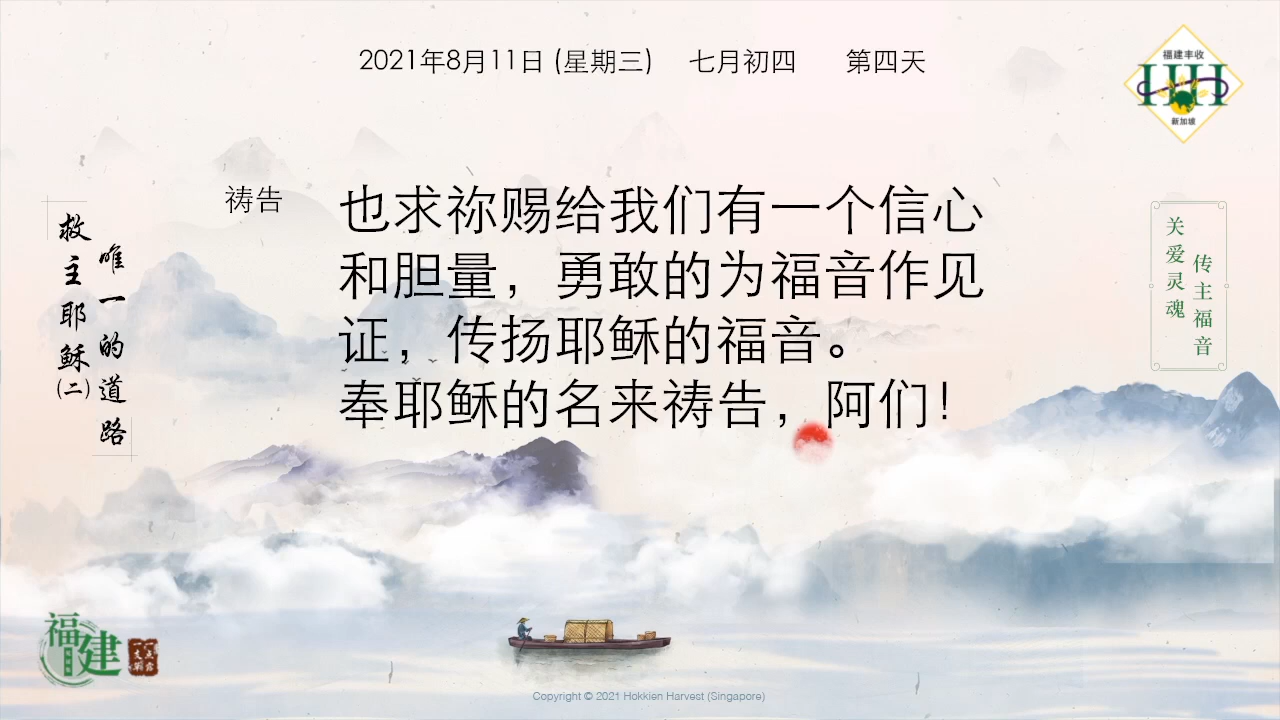 2021年8月11日 (星期三) 七月初四 第四天
福建丰收
HH
新加坡
祷告
也求祢赐给我们有一个信心
和胆量，勇敢的为福音作见
证，传扬耶稣的福音。
奉耶稣的名来祷告，阿们！
救主耶稣(二)
唯一的道路
关爱灵魂
传主福音
福建
Copyright © 2021 Hokkien Harvest (Singapore)